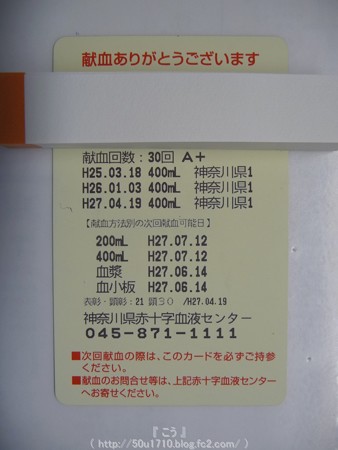 献血ありがとうございます
献血回数：30回 A+
H25.03.18 400mL 神奈川県1
H26.01.03 400mL 神奈川県1
H27.04.19 400mL 神奈川県1
【献血方法別の次回献血可能日】
200mL H27.07.12
400mL H27.07.12
血漿 H27.06.14
血小板 H27.06.14
表彰・顕彰：21 顕30 /H27.04.19
神奈川県赤十字血液センター
045-871-1111
■次回献血の際は、このカードを必ずご持参
ください。
■献血のお問合せ等は、上記赤十字血液センター
へお寄せください。
『 こう 』
( http://50u1710.blog.fc2.com/ )